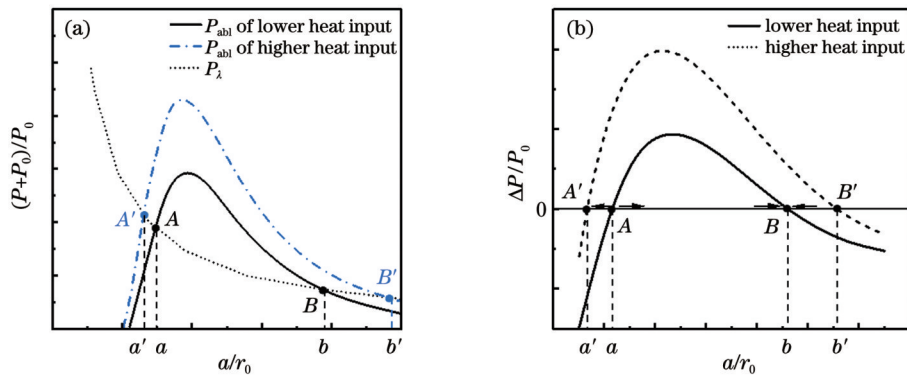 (a)
P_abl of lower heat input
P_abl of higher heat input
P_λ
(P+P_0)/P_0
A′
A
B
B′
a′
a
b
b′
a/r_0
(b)
lower heat input
higher heat input
ΔP/P_0
0
A′
A
B
B′
a′
a
b
b′
a/r_0